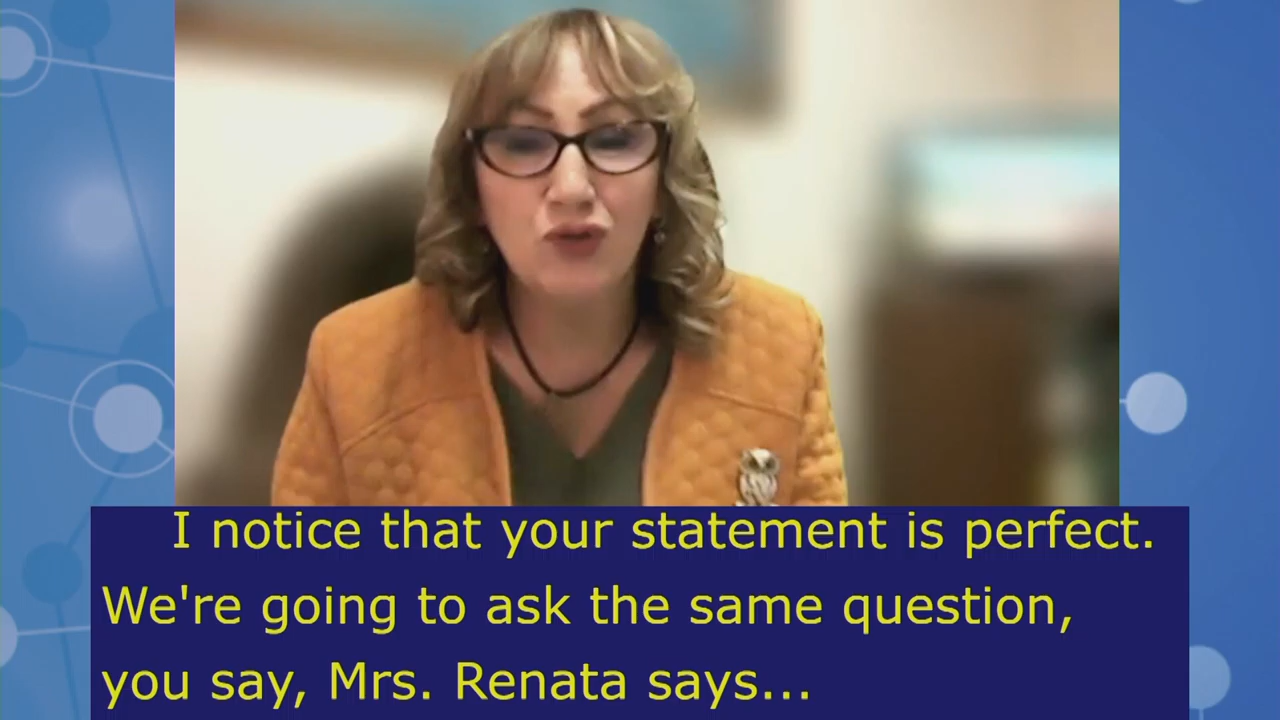 I notice that your statement is perfect.
We're going to ask the same question,
you say, Mrs. Renata says...